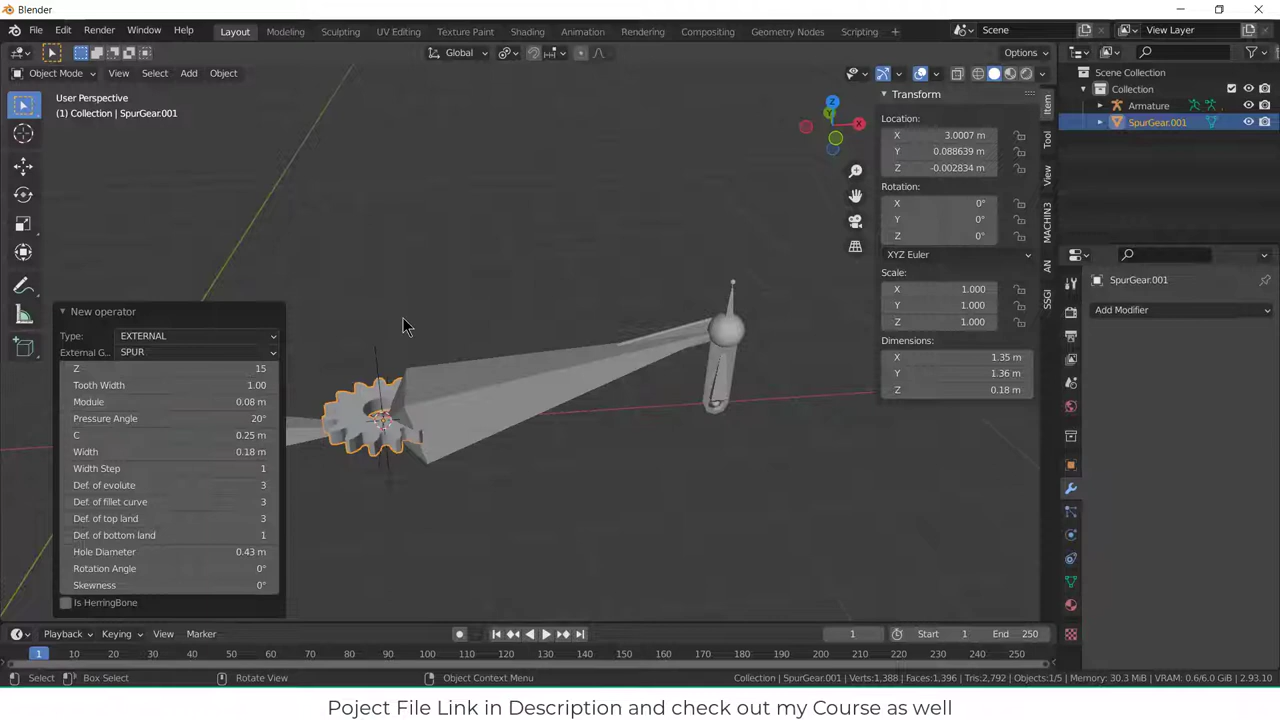 Blender
File Edit Render Window Help Layout Modeling Sculpting UV Editing Texture Paint Shading Animation Rendering Compositing Geometry Nodes Scripting + Scene View Layer
Global Options
Object Mode View Select Add Object
User Perspective
(1) Collection | SpurGear.001
Z
Y
X
Transform
Location:
X 3.0007 m
Y 0.088639 m
Z -0.002834 m
Rotation:
X 0°
Y 0°
Z 0°
XYZ Euler
Scale:
X 1.000
Y 1.000
Z 1.000
Dimensions:
X 1.35 m
Y 1.36 m
Z 0.18 m
Item
Tool
View
MACHIN3
AN
SSGI
Scene Collection
Collection
Armature
SpurGear.001
SpurGear.001
Add Modifier
New operator
Type: EXTERNAL
External G... SPUR
Z 15
Tooth Width 1.00
Module 0.08 m
Pressure Angle 20°
C 0.25 m
Width 0.18 m
Width Step 1
Def. of evolute 3
Def. of fillet curve 3
Def. of top land 3
Def. of bottom land 1
Hole Diameter 0.43 m
Rotation Angle 0°
Skewness 0°
Is HerringBone
Playback Keying View Marker 1 Start 1 End 250
1 10 20 30 40 50 60 70 80 90 100 110 120 130 140 150 160 170 180 190 200 210 220 230 240 250
Select Box Select Rotate View Object Context Menu Collection | SpurGear.001 | Verts:1,388 | Faces:1,396 | Tris:2,792 | Objects:1/5 | Memory: 30.3 MiB | VRAM: 0.6/6.0 GiB | 2.93.10
Poject File Link in Description and check out my Course as well